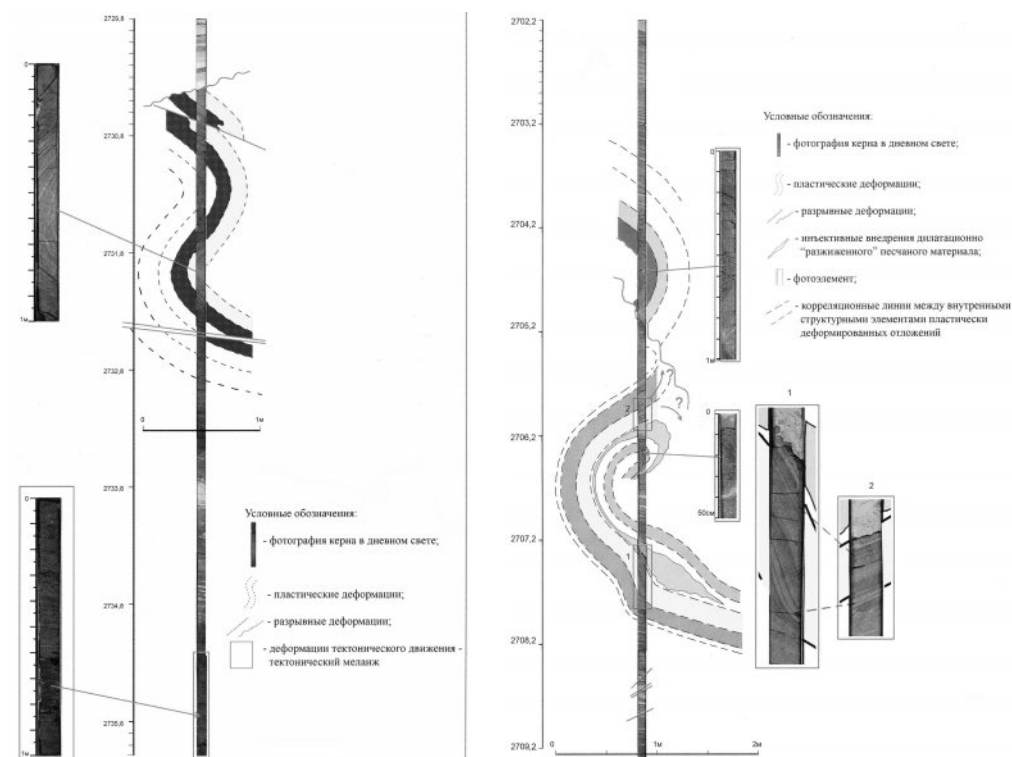 2729,8
0
2730,8
2731,8
1м
2732,8
0
1м
2733,8
0
Условные обозначения:
- фотография керна в дневном свете;
2734,8
- пластические деформации;
- разрывные деформации;
- деформации тектонического движения -
тектонический меланж
2735,8
1м
2702,2
2703,2
Условные обозначения:
- фотография керна в дневном свете;
0
- пластические деформации;
2704,2
- разрывные деформации;
- инъективные внедрения дилатационно
"разжиженного" песчаного материала;
- фотоэлемент;
- корреляционные линии между внутренними
структурными элементами пластически
деформированных отложений
2705,2
1м
?
1
2
?
0
2706,2
2
50см
2707,2
1
2708,2
2709,2
0
1м
2м